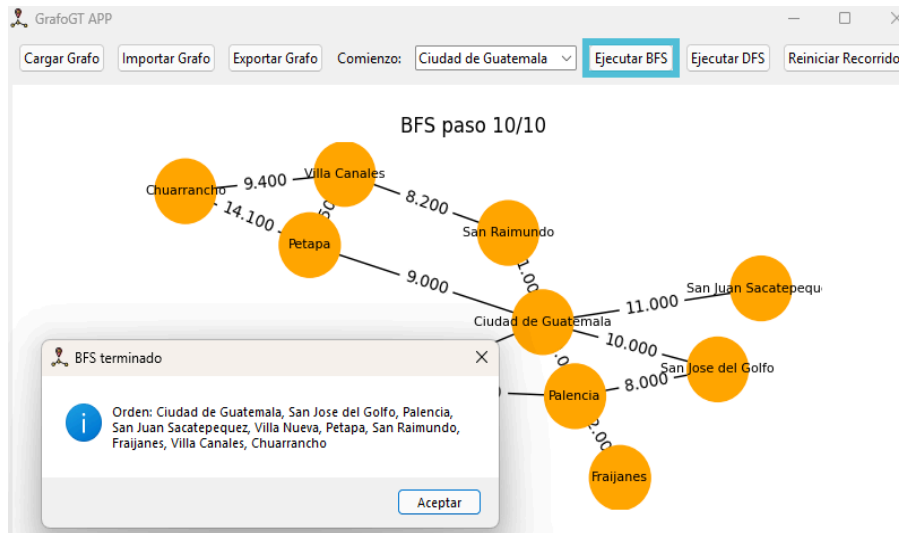 GrafoGT APP
Cargar Grafo Importar Grafo Exportar Grafo Comienzo: Ciudad de Guatemala Ejecutar BFS Ejecutar DFS Reiniciar Recorrido
BFS paso 10/10
Villa Canales
Chuarrancho
9.400
8.200
14.100
Petapa
San Raimundo
9.000
San Juan Sacatepequ
11.000
Ciudad de Guatemala
10.000
San Jose del Golfo
8.000
Palencia
Fraijanes
BFS terminado
Orden: Ciudad de Guatemala, San Jose del Golfo, Palencia,
San Juan Sacatepequez, Villa Nueva, Petapa, San Raimundo,
Fraijanes, Villa Canales, Chuarrancho
Aceptar